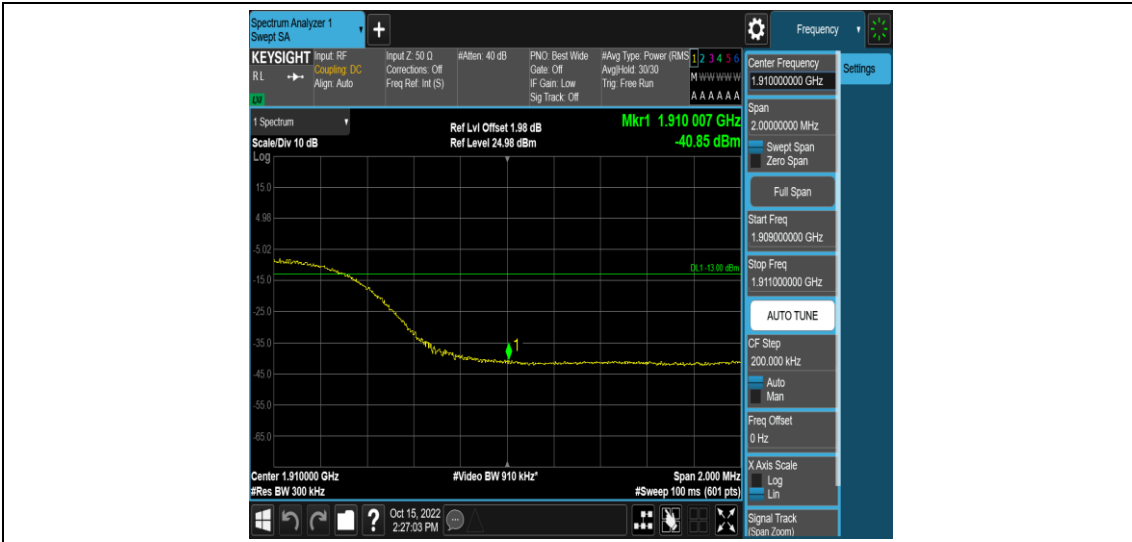 Spectrum Analyzer 1
Swept SA
+
Frequency
KEYSIGHT
RL
LXI
Input: RF
Coupling: DC
Align: Auto
Input Z: 50 Ω
Corrections: Off
Freq Ref: Int (S)
#Atten: 40 dB
PNO: Best Wide
Gate: Off
IF Gain: Low
Sig Track: Off
#Avg Type: Power (RMS
Avg|Hold: 30/30
Trig: Free Run
1 2 3 4 5 6
M W W W W W
A A A A A A
Center Frequency
1.910000000 GHz
Settings
Span
2.00000000 MHz
Swept Span
Zero Span
Full Span
Start Freq
1.909000000 GHz
Stop Freq
1.911000000 GHz
AUTO TUNE
CF Step
200.000 kHz
Auto
Man
Freq Offset
0 Hz
X Axis Scale
Log
Lin
Signal Track
(Span Zoom)
1 Spectrum
Scale/Div 10 dB
Log
Ref Lvl Offset 1.98 dB
Ref Level 24.98 dBm
Mkr1 1.910 007 GHz
-40.85 dBm
15.0
4.98
-5.02
DL1 -13.00 dBm
-15.0
-25.0
-35.0
1
-45.0
-55.0
-65.0
Center 1.910000 GHz
#Res BW 300 kHz
#Video BW 910 kHz*
Span 2.000 MHz
#Sweep 100 ms (601 pts)
?
Oct 15, 2022
2:27:03 PM